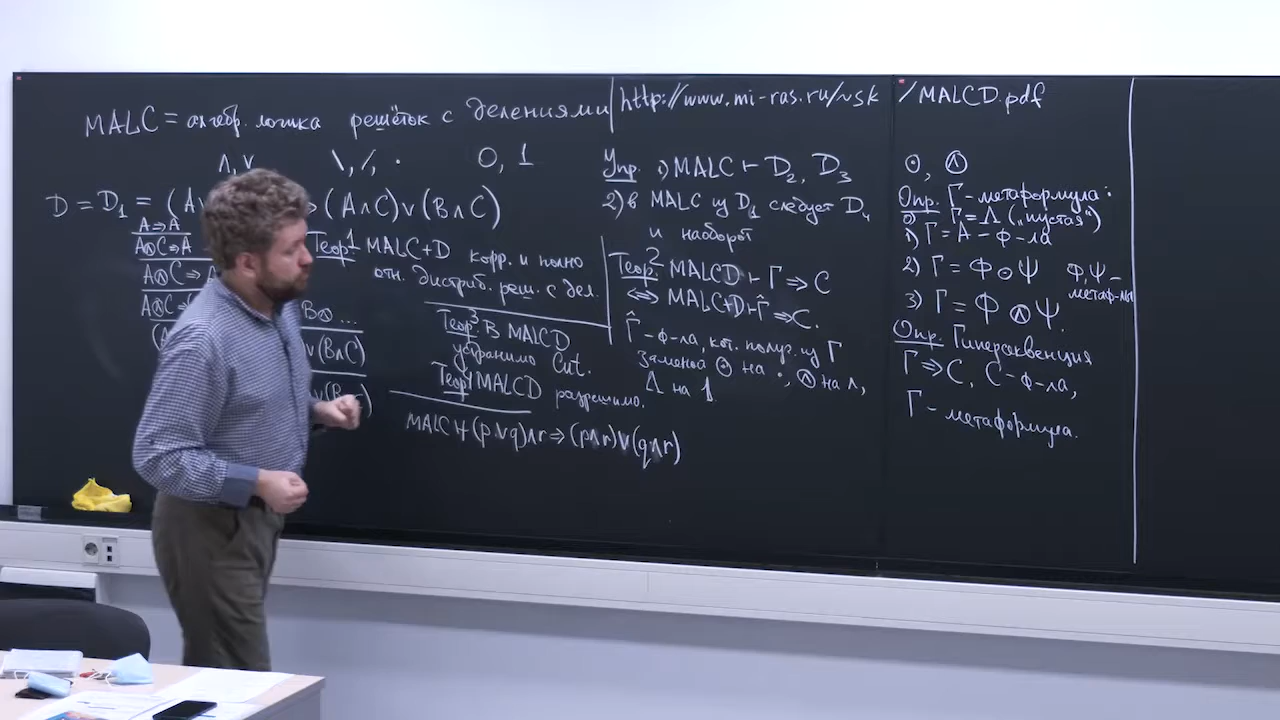 MALC = алгебр. логика решёток с делениями
∧, ∨ \, /, · 0, 1
D = D₁ = (A ⇒ (A∧C)∨(B∧C)
A ⇒ A
A⊙C ⇒ A
A⊙C ⇒
B⊙ ...
∨(B∧C)
Теор.¹ MALC+D корр. и полно
отн. дистриб. реш. с дел.
Теор.³ В MALCD
устранимо Cut.
Теор.⁴ MALCD разрешимо.
MALC ⊬ (p∨q)∧r ⇒ (p∧r)∨(q∧r)
http://www.mi-ras.ru/~sk/MALCD.pdf
Упр. 1) MALC ⊢ D₂, D₃
2) в MALC из D₁ следует D₄
и наоборот
Теор.² MALCD ⊢ Γ ⇒ C
⇔ MALC+D ⊢ Γ̂ ⇒ C.
Γ̂ - ф-ла, кот. получ. из Γ
заменой ⊙ на ·, Ⓐ на ∧,
Λ на 1.
⊙, Ⓐ
Опр. Γ - метаформула:
0) Γ = Λ („пустая“)
1) Γ = A - ф-ла
2) Γ = Φ ⊙ Ψ Φ, Ψ -
метаф-лы
3) Γ = Φ Ⓐ Ψ.
Опр. Гиперсеквенция
Γ ⇒ C, C - ф-ла,
Γ - метаформула.